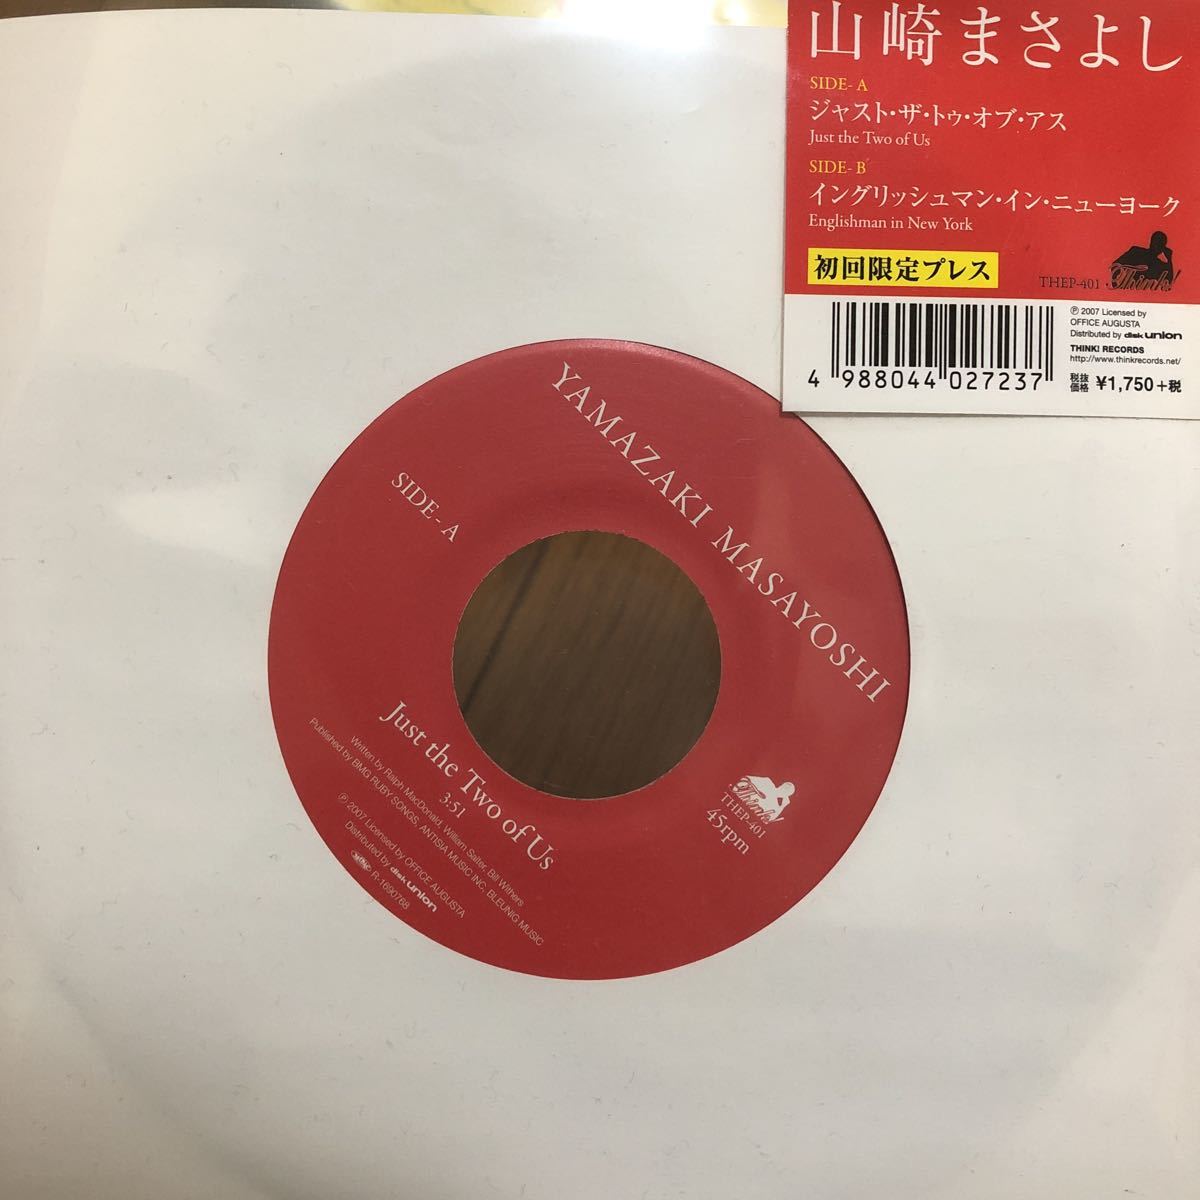 山崎まさよし
SIDE- A
ジャスト・ザ・トゥ・オブ・アス
Just the Two of Us
SIDE- B
イングリッシュマン・イン・ニューヨーク
Englishman in New York
初回限定プレス
THEP-401
Think!
℗ 2007 Licensed by
OFFICE AUGUSTA
Distributed by disk union
THINK! RECORDS
http://www.thinkrecords.net/
税抜価格 ¥1,750+税
4 988044 027237
YAMAZAKI MASAYOSHI
SIDE- A
Think!
THEP-401
45rpm
Just the Two of Us
3:51
Written by Ralph MacDonald, William Salter, Bill Withers
Published by BMG RUBY SONGS, ANTISIA MUSIC INC, BLEUNIG MUSIC
℗ 2007 Licensed by OFFICE AUGUSTA
Distributed by disk union
R-1690768